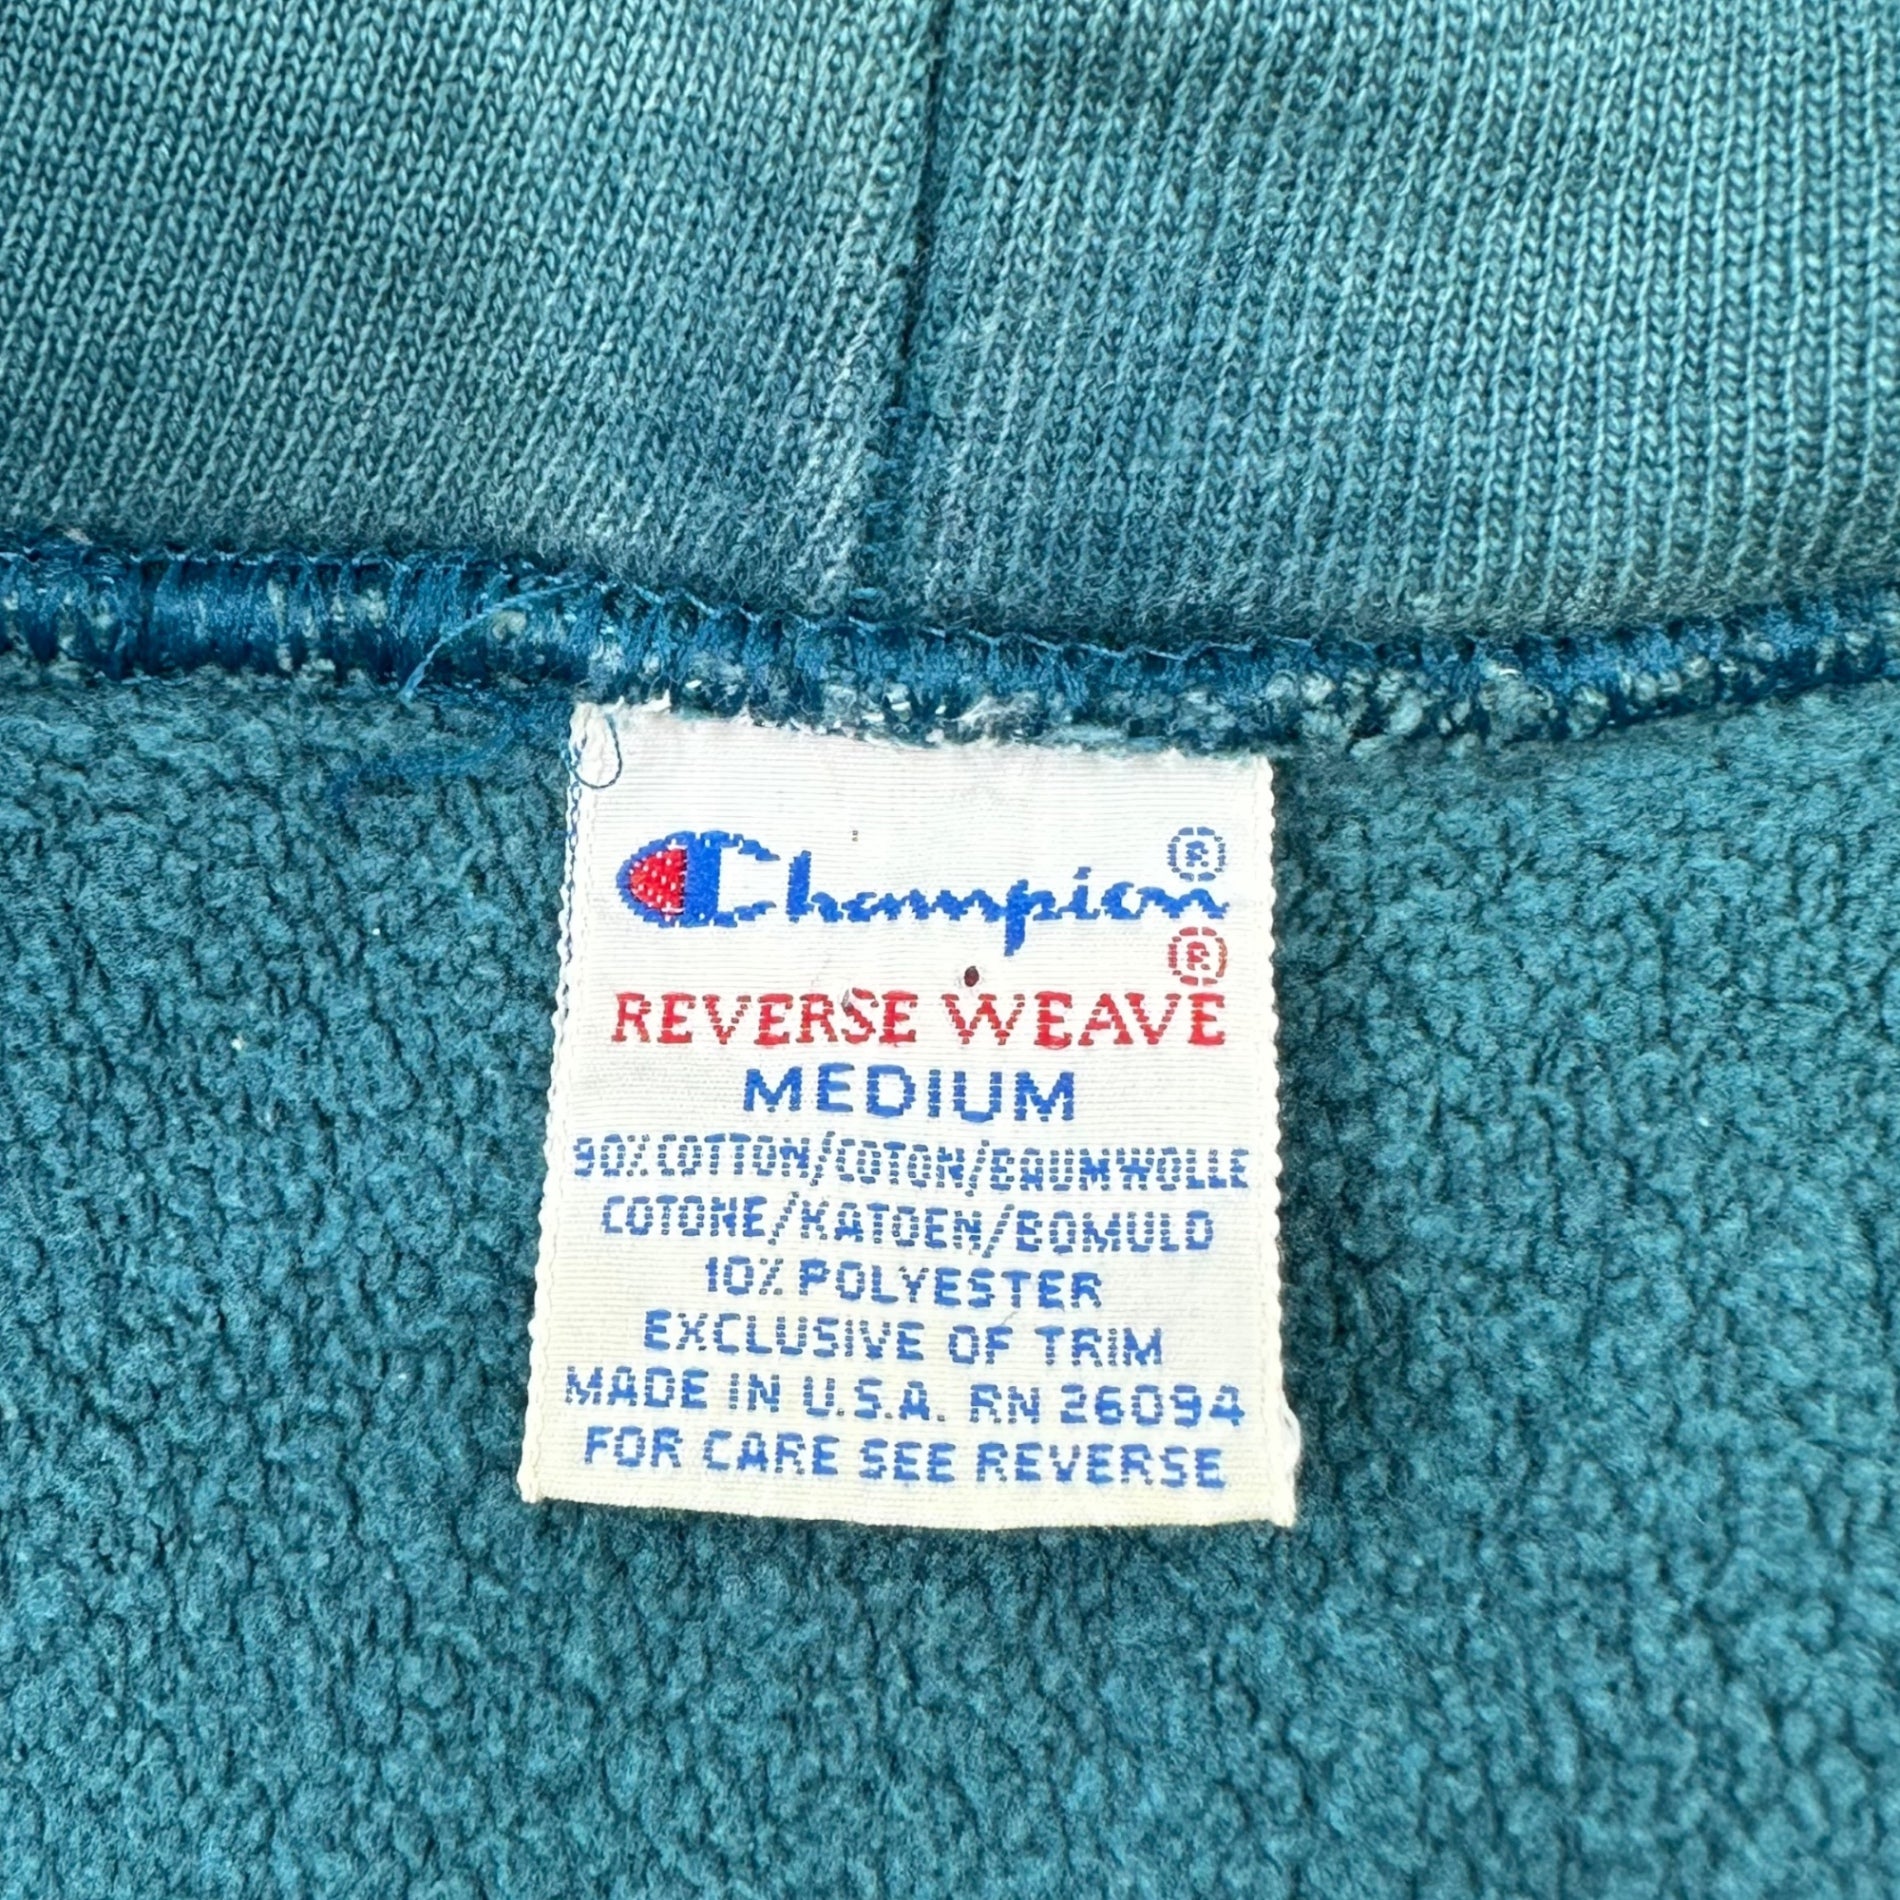 Champion®
REVERSE WEAVE®
MEDIUM
90% COTTON/COTON/BAUMWOLLE
COTONE/KATOEN/BOMULD
10% POLYESTER
EXCLUSIVE OF TRIM
MADE IN U.S.A. RN 26094
FOR CARE SEE REVERSE